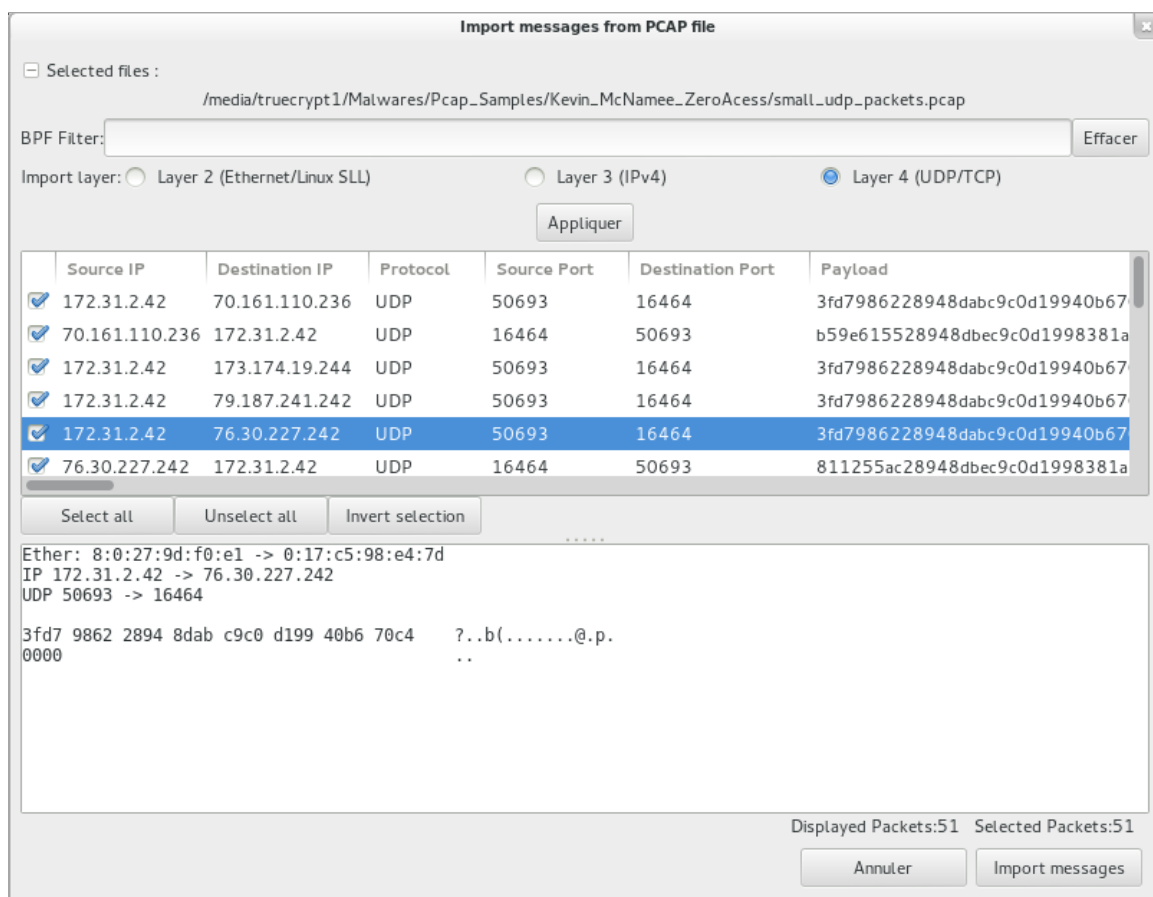 Import messages from PCAP file
Selected files :
/media/truecrypt1/Malwares/Pcap_Samples/Kevin_McNamee_ZeroAcess/small_udp_packets.pcap
BPF Filter: Effacer
Import layer: Layer 2 (Ethernet/Linux SLL) Layer 3 (IPv4) Layer 4 (UDP/TCP)
Appliquer
Source IP Destination IP Protocol Source Port Destination Port Payload
172.31.2.42 70.161.110.236 UDP 50693 16464 3fd7986228948dabc9c0d19940b67
70.161.110.236 172.31.2.42 UDP 16464 50693 b59e615528948dbec9c0d1998381a
172.31.2.42 173.174.19.244 UDP 50693 16464 3fd7986228948dabc9c0d19940b67
172.31.2.42 79.187.241.242 UDP 50693 16464 3fd7986228948dabc9c0d19940b67
172.31.2.42 76.30.227.242 UDP 50693 16464 3fd7986228948dabc9c0d19940b67
76.30.227.242 172.31.2.42 UDP 16464 50693 811255ac28948dbec9c0d1998381a
Select all Unselect all Invert selection
Ether: 8:0:27:9d:f0:e1 -> 0:17:c5:98:e4:7d
IP 172.31.2.42 -> 76.30.227.242
UDP 50693 -> 16464
3fd7 9862 2894 8dab c9c0 d199 40b6 70c4 ?..b(.......@.p.
0000 ..
Displayed Packets:51 Selected Packets:51
Annuler Import messages